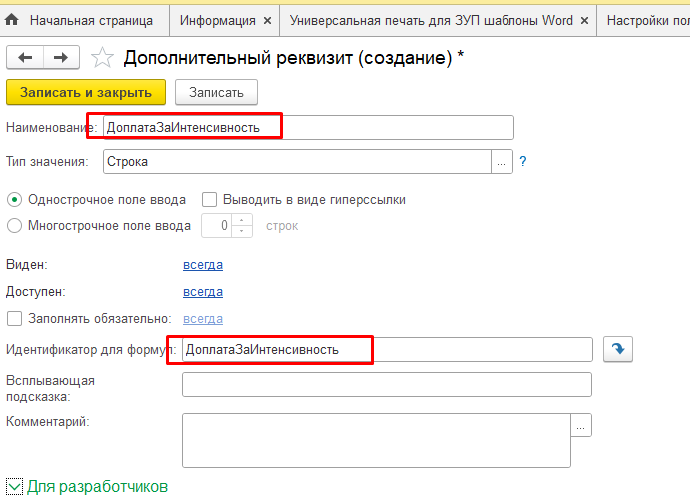 Начальная страница Информация × Универсальная печать для ЗУП шаблоны Word × Настройки пол
Дополнительный реквизит (создание) *
Записать и закрыть Записать
Наименование: ДоплатаЗаИнтенсивность
Тип значения: Строка ... ?
Однострочное поле ввода Выводить в виде гиперссылки
Многострочное поле ввода 0 строк
Виден: всегда
Доступен: всегда
Заполнять обязательно: всегда
Идентификатор для формул: ДоплатаЗаИнтенсивность
Всплывающая
подсказка:
Комментарий: ...
Для разработчиков